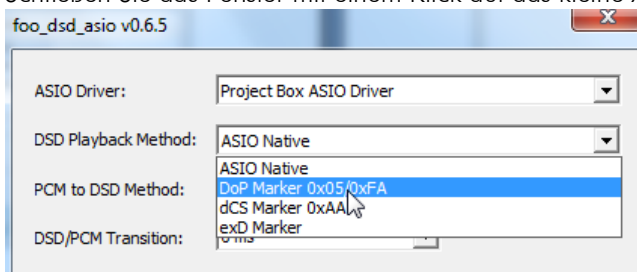 foo_dsd_asio v0.6.5
ASIO Driver: Project Box ASIO Driver
DSD Playback Method: ASIO Native
ASIO Native
PCM to DSD Method: DoP Marker 0x05/0xFA
dCS Marker 0xAA
exD Marker
DSD/PCM Transition: ms